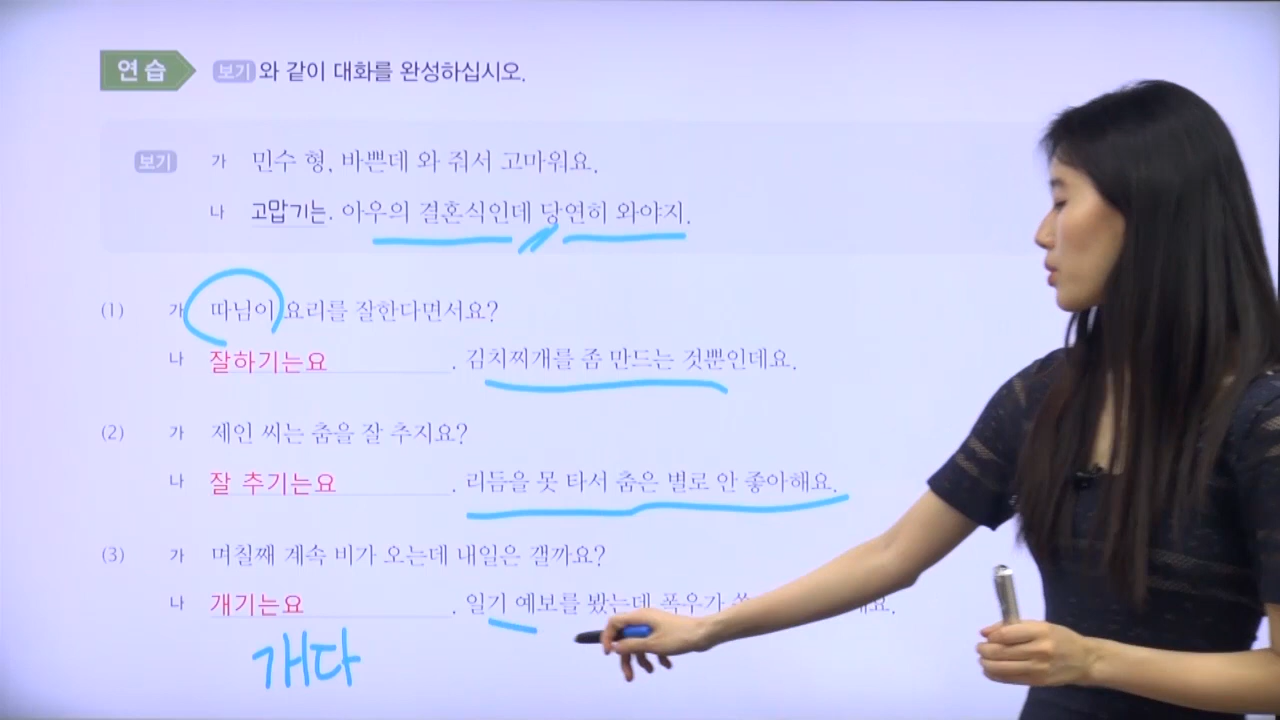 연습 보기 와 같이 대화를 완성하십시오.
보기 가 민수 형, 바쁜데 와 줘서 고마워요.
나 고맙기는. 아우의 결혼식인데 당연히 와야지.
(1) 가 따님이 요리를 잘한다면서요?
나 잘하기는요. 김치찌개를 좀 만드는 것뿐인데요.
(2) 가 제인 씨는 춤을 잘 추지요?
나 잘 추기는요. 리듬을 못 타서 춤은 별로 안 좋아해요.
(3) 가 며칠째 계속 비가 오는데 내일은 갤까요?
나 개기는요. 일기 예보를 봤는데 폭우가
개다